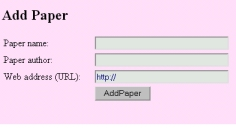 Add Paper
Paper name:
Paper author:
Web address (URL): http://
AddPaper